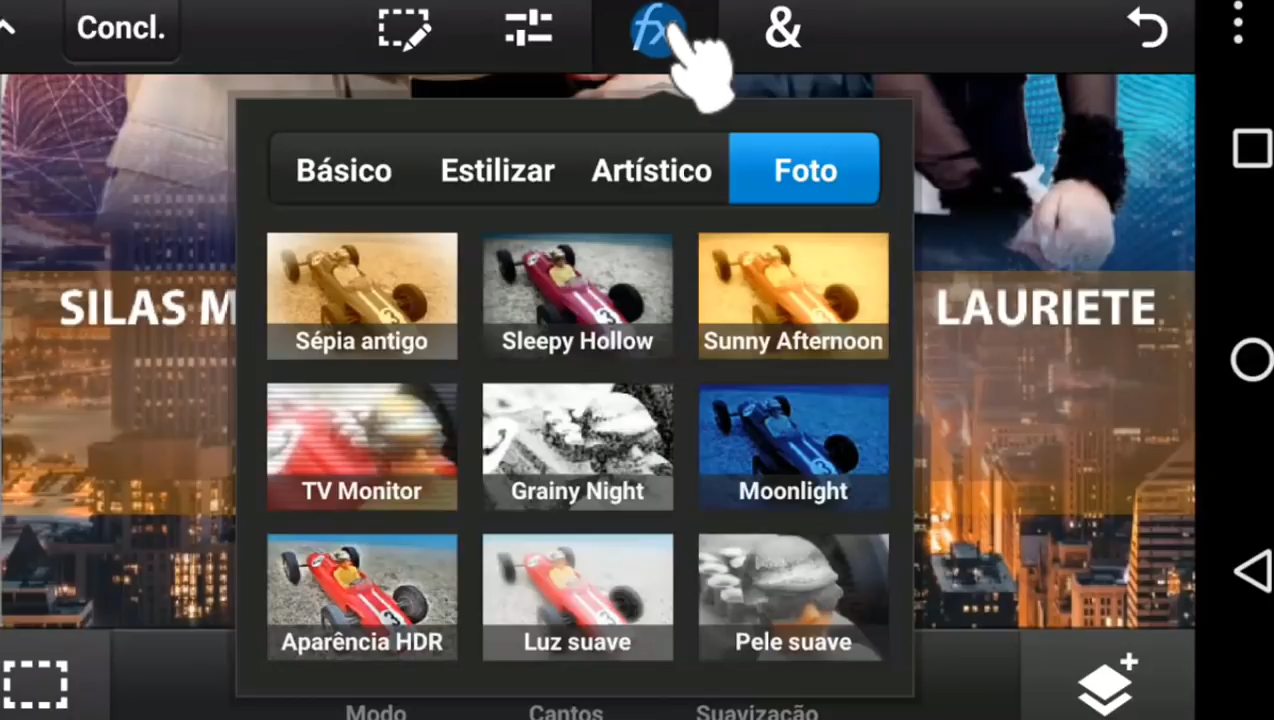 Concl.
fx
&
Básico Estilizar Artístico Foto
SILAS M
LAURIETE
Sépia antigo
Sleepy Hollow
Sunny Afternoon
TV Monitor
Grainy Night
Moonlight
Aparência HDR
Luz suave
Pele suave
Modo Cantos Suavização